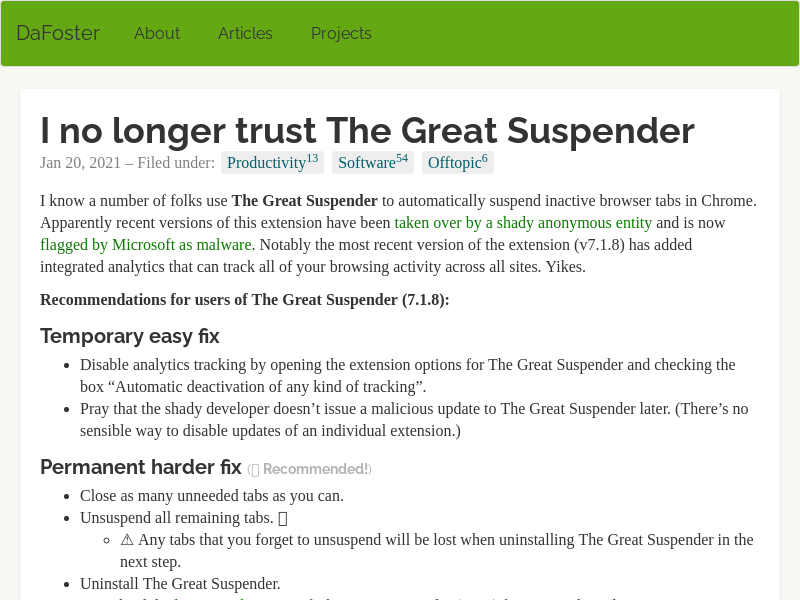 DaFoster About Articles Projects
I no longer trust The Great Suspender
Jan 20, 2021 – Filed under: Productivity13 Software54 Offtopic6
I know a number of folks use The Great Suspender to automatically suspend inactive browser tabs in Chrome.
Apparently recent versions of this extension have been taken over by a shady anonymous entity and is now
flagged by Microsoft as malware. Notably the most recent version of the extension (v7.1.8) has added
integrated analytics that can track all of your browsing activity across all sites. Yikes.
Recommendations for users of The Great Suspender (7.1.8):
Temporary easy fix
• Disable analytics tracking by opening the extension options for The Great Suspender and checking the
box “Automatic deactivation of any kind of tracking”.
• Pray that the shady developer doesn’t issue a malicious update to The Great Suspender later. (There’s no
sensible way to disable updates of an individual extension.)
Permanent harder fix (Recommended!)
• Close as many unneeded tabs as you can.
• Unsuspend all remaining tabs.
◦ ⚠ Any tabs that you forget to unsuspend will be lost when uninstalling The Great Suspender in the
next step.
• Uninstall The Great Suspender.